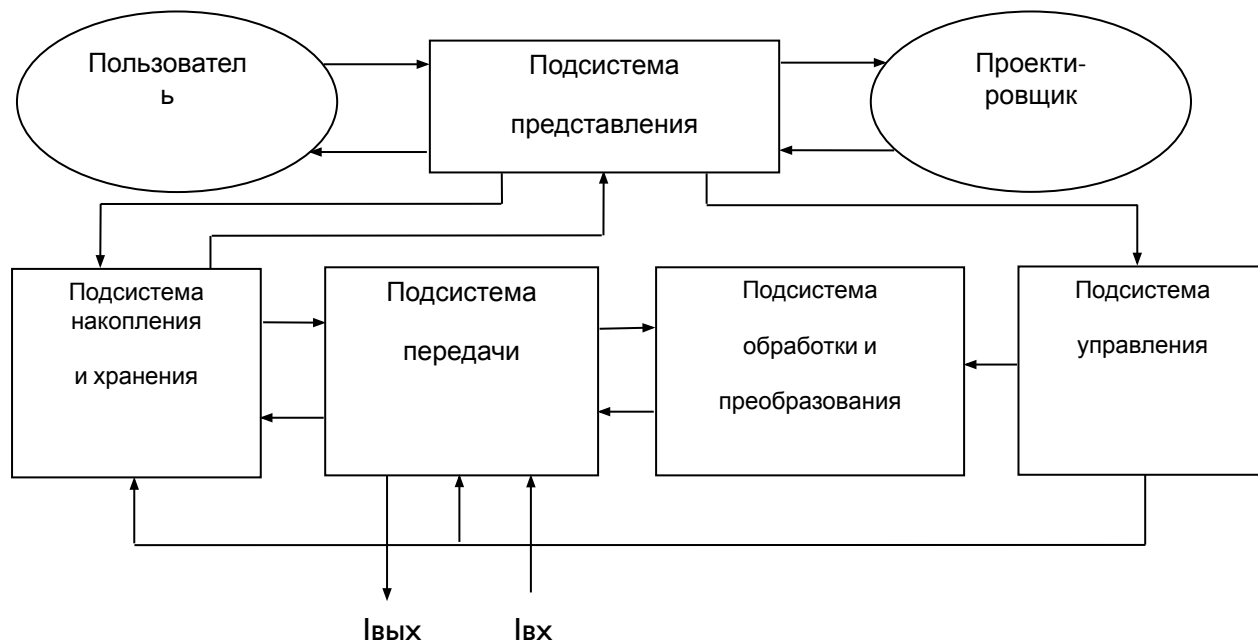 Пользовател
ь
Подсистема
представления
Проекти-
ровщик
Подсистема
накопления
и хранения
Подсистема
передачи
Подсистема
обработки и
преобразования
Подсистема
управления
Iвых
Iвх